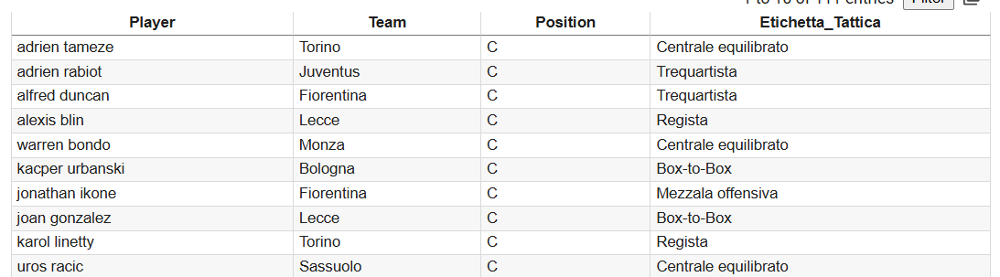 1 to 10 of 111 entries Filter
Player Team Position Etichetta_Tattica
adrien tameze Torino C Centrale equilibrato
adrien rabiot Juventus C Trequartista
alfred duncan Fiorentina C Trequartista
alexis blin Lecce C Regista
warren bondo Monza C Centrale equilibrato
kacper urbanski Bologna C Box-to-Box
jonathan ikone Fiorentina C Mezzala offensiva
joan gonzalez Lecce C Box-to-Box
karol linetty Torino C Regista
uros racic Sassuolo C Centrale equilibrato